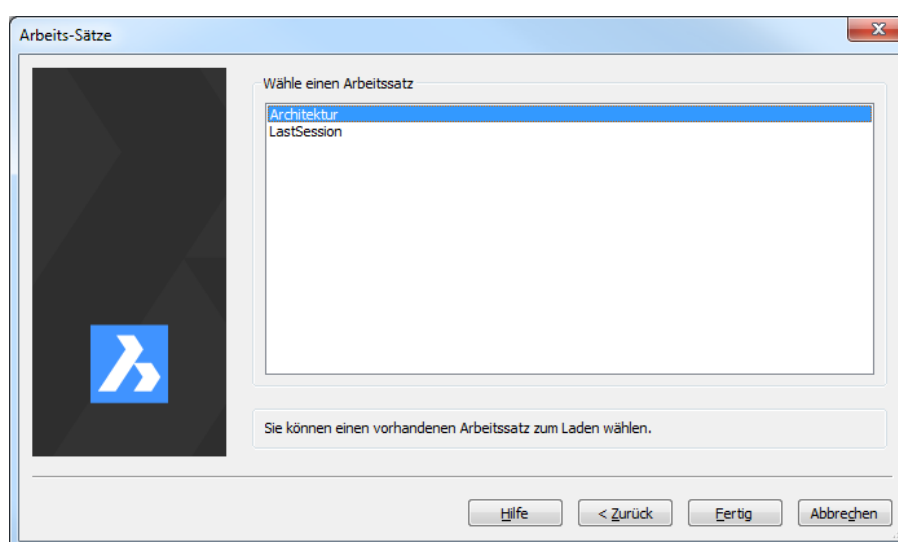 Arbeits-Sätze
Wähle einen Arbeitssatz
Architektur
LastSession
Sie können einen vorhandenen Arbeitssatz zum Laden wählen.
Hilfe
< Zurück
Fertig
Abbrechen